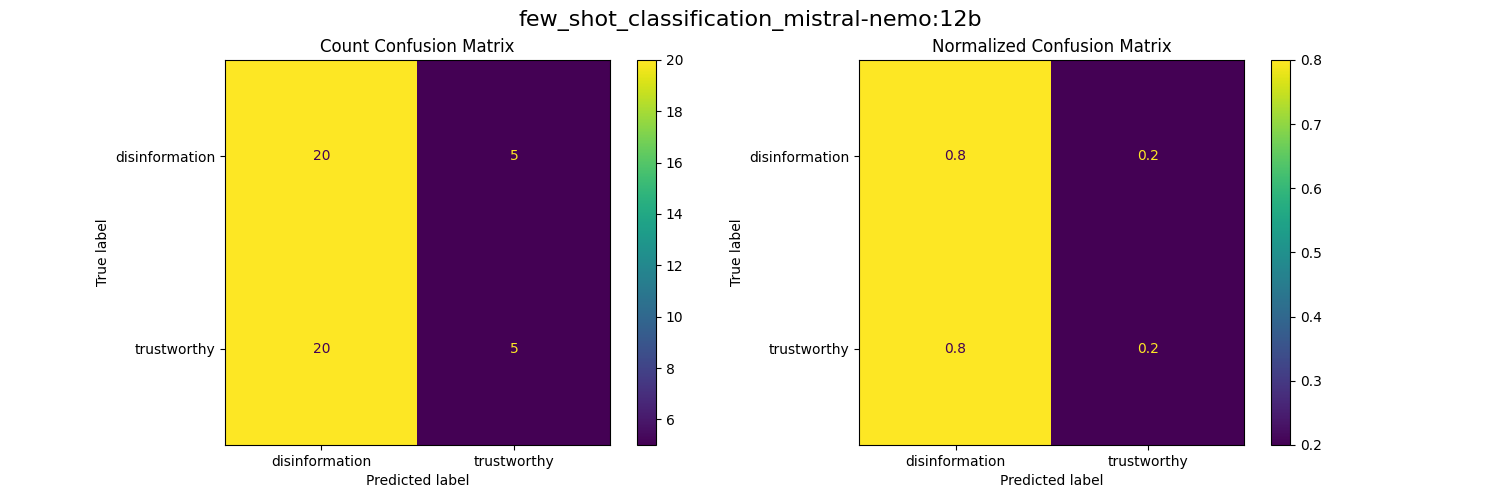 few_shot_classification_mistral-nemo:12b
Count Confusion Matrix
True label
disinformation
trustworthy
20
5
20
5
disinformation
trustworthy
Predicted label
20
18
16
14
12
10
8
6
Normalized Confusion Matrix
True label
disinformation
trustworthy
0.8
0.2
0.8
0.2
disinformation
trustworthy
Predicted label
0.8
0.7
0.6
0.5
0.4
0.3
0.2